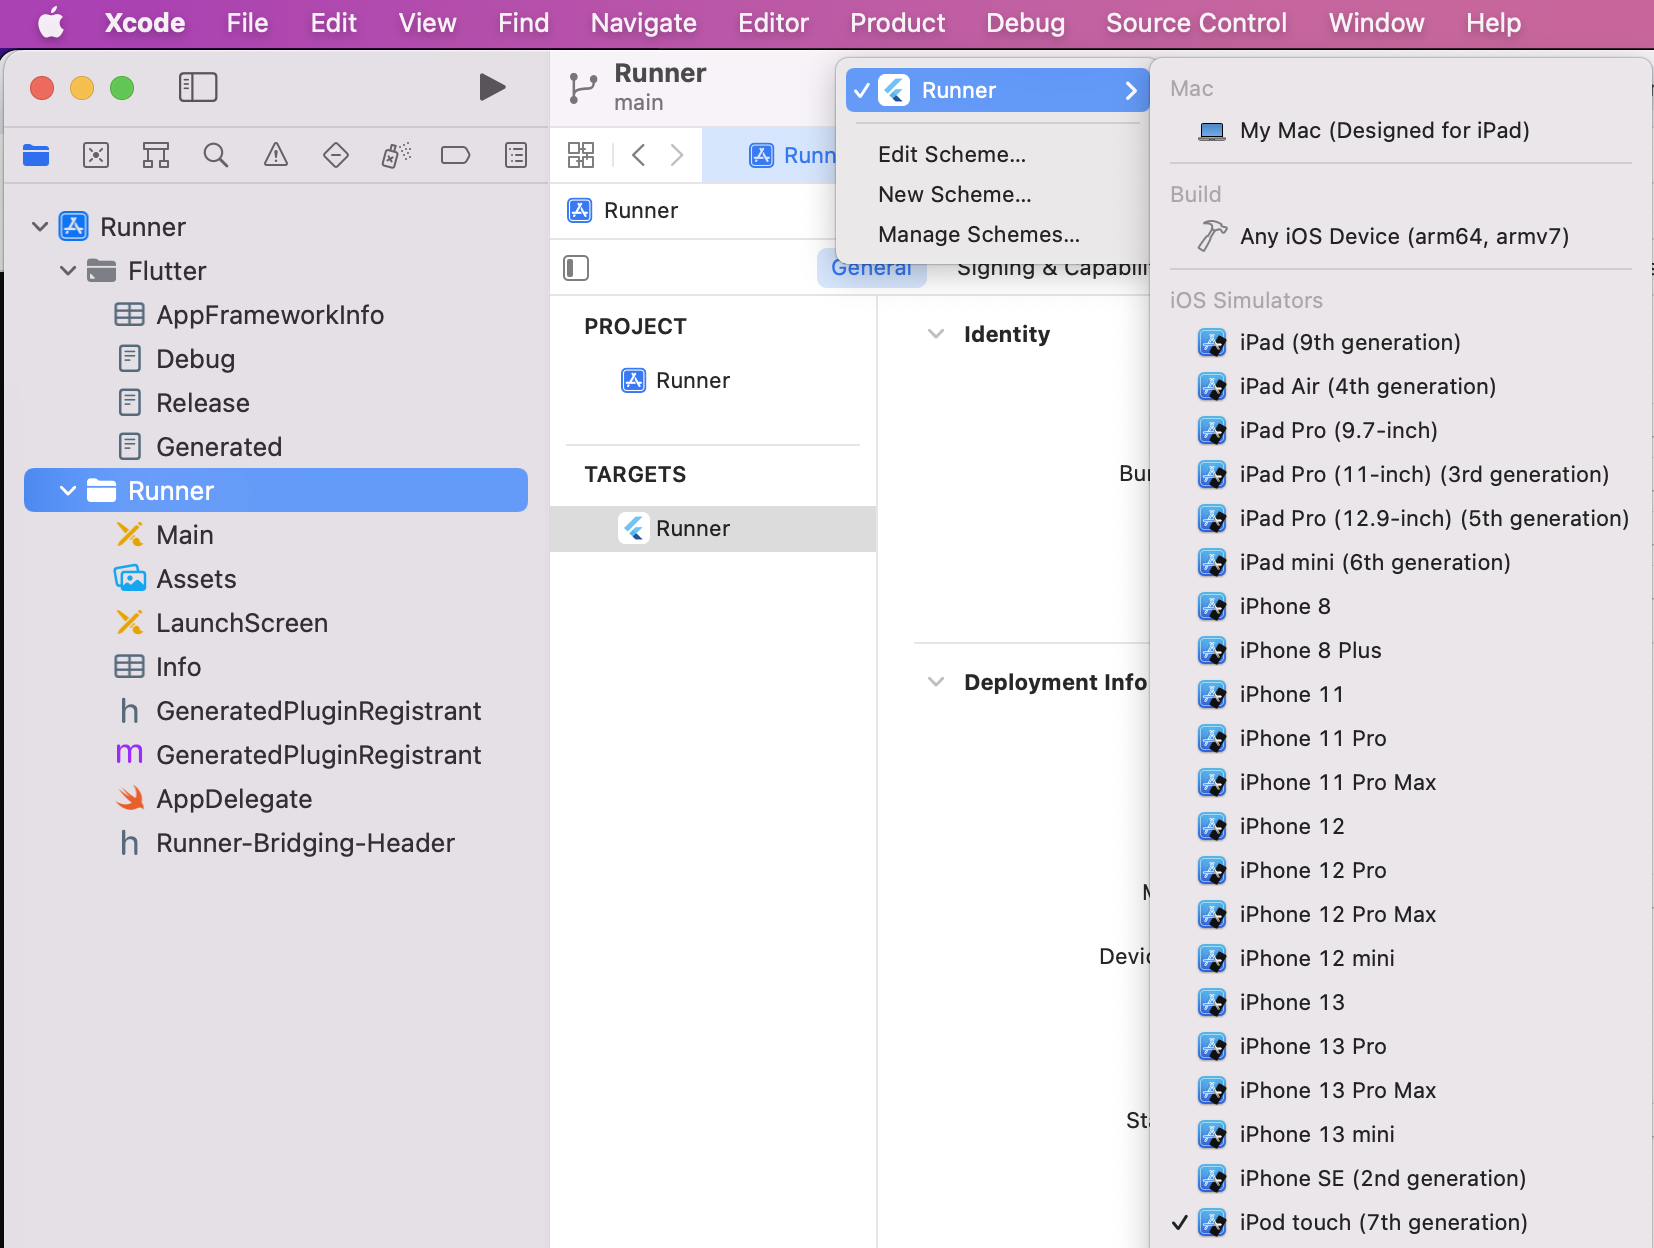 Xcode File Edit View Find Navigate Editor Product Debug Source Control Window Help
Runner
main
Runner
Flutter
AppFrameworkInfo
Debug
Release
Generated
Runner
Main
Assets
LaunchScreen
Info
GeneratedPluginRegistrant
GeneratedPluginRegistrant
AppDelegate
Runner-Bridging-Header
Runn
Runner
General Signing & Capabilit
PROJECT
Runner
TARGETS
Runner
Identity
Bu
Deployment Info
Devic
Sta
Runner
Edit Scheme...
New Scheme...
Manage Schemes...
Mac
My Mac (Designed for iPad)
Build
Any iOS Device (arm64, armv7)
iOS Simulators
iPad (9th generation)
iPad Air (4th generation)
iPad Pro (9.7-inch)
iPad Pro (11-inch) (3rd generation)
iPad Pro (12.9-inch) (5th generation)
iPad mini (6th generation)
iPhone 8
iPhone 8 Plus
iPhone 11
iPhone 11 Pro
iPhone 11 Pro Max
iPhone 12
iPhone 12 Pro
iPhone 12 Pro Max
iPhone 12 mini
iPhone 13
iPhone 13 Pro
iPhone 13 Pro Max
iPhone 13 mini
iPhone SE (2nd generation)
iPod touch (7th generation)